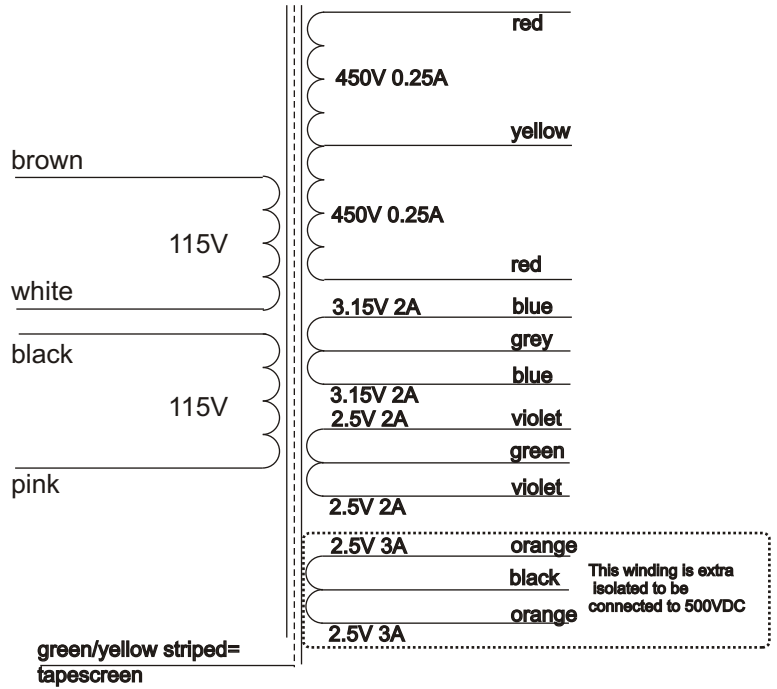 red
450V 0.25A
yellow
brown
115V
450V 0.25A
red
white
3.15V 2A
blue
grey
black
blue
3.15V 2A
115V
2.5V 2A
violet
green
pink
violet
2.5V 2A
2.5V 3A
orange
black
This winding is extra
isolated to be
connected to 500VDC
orange
2.5V 3A
green/yellow striped=
tapescreen